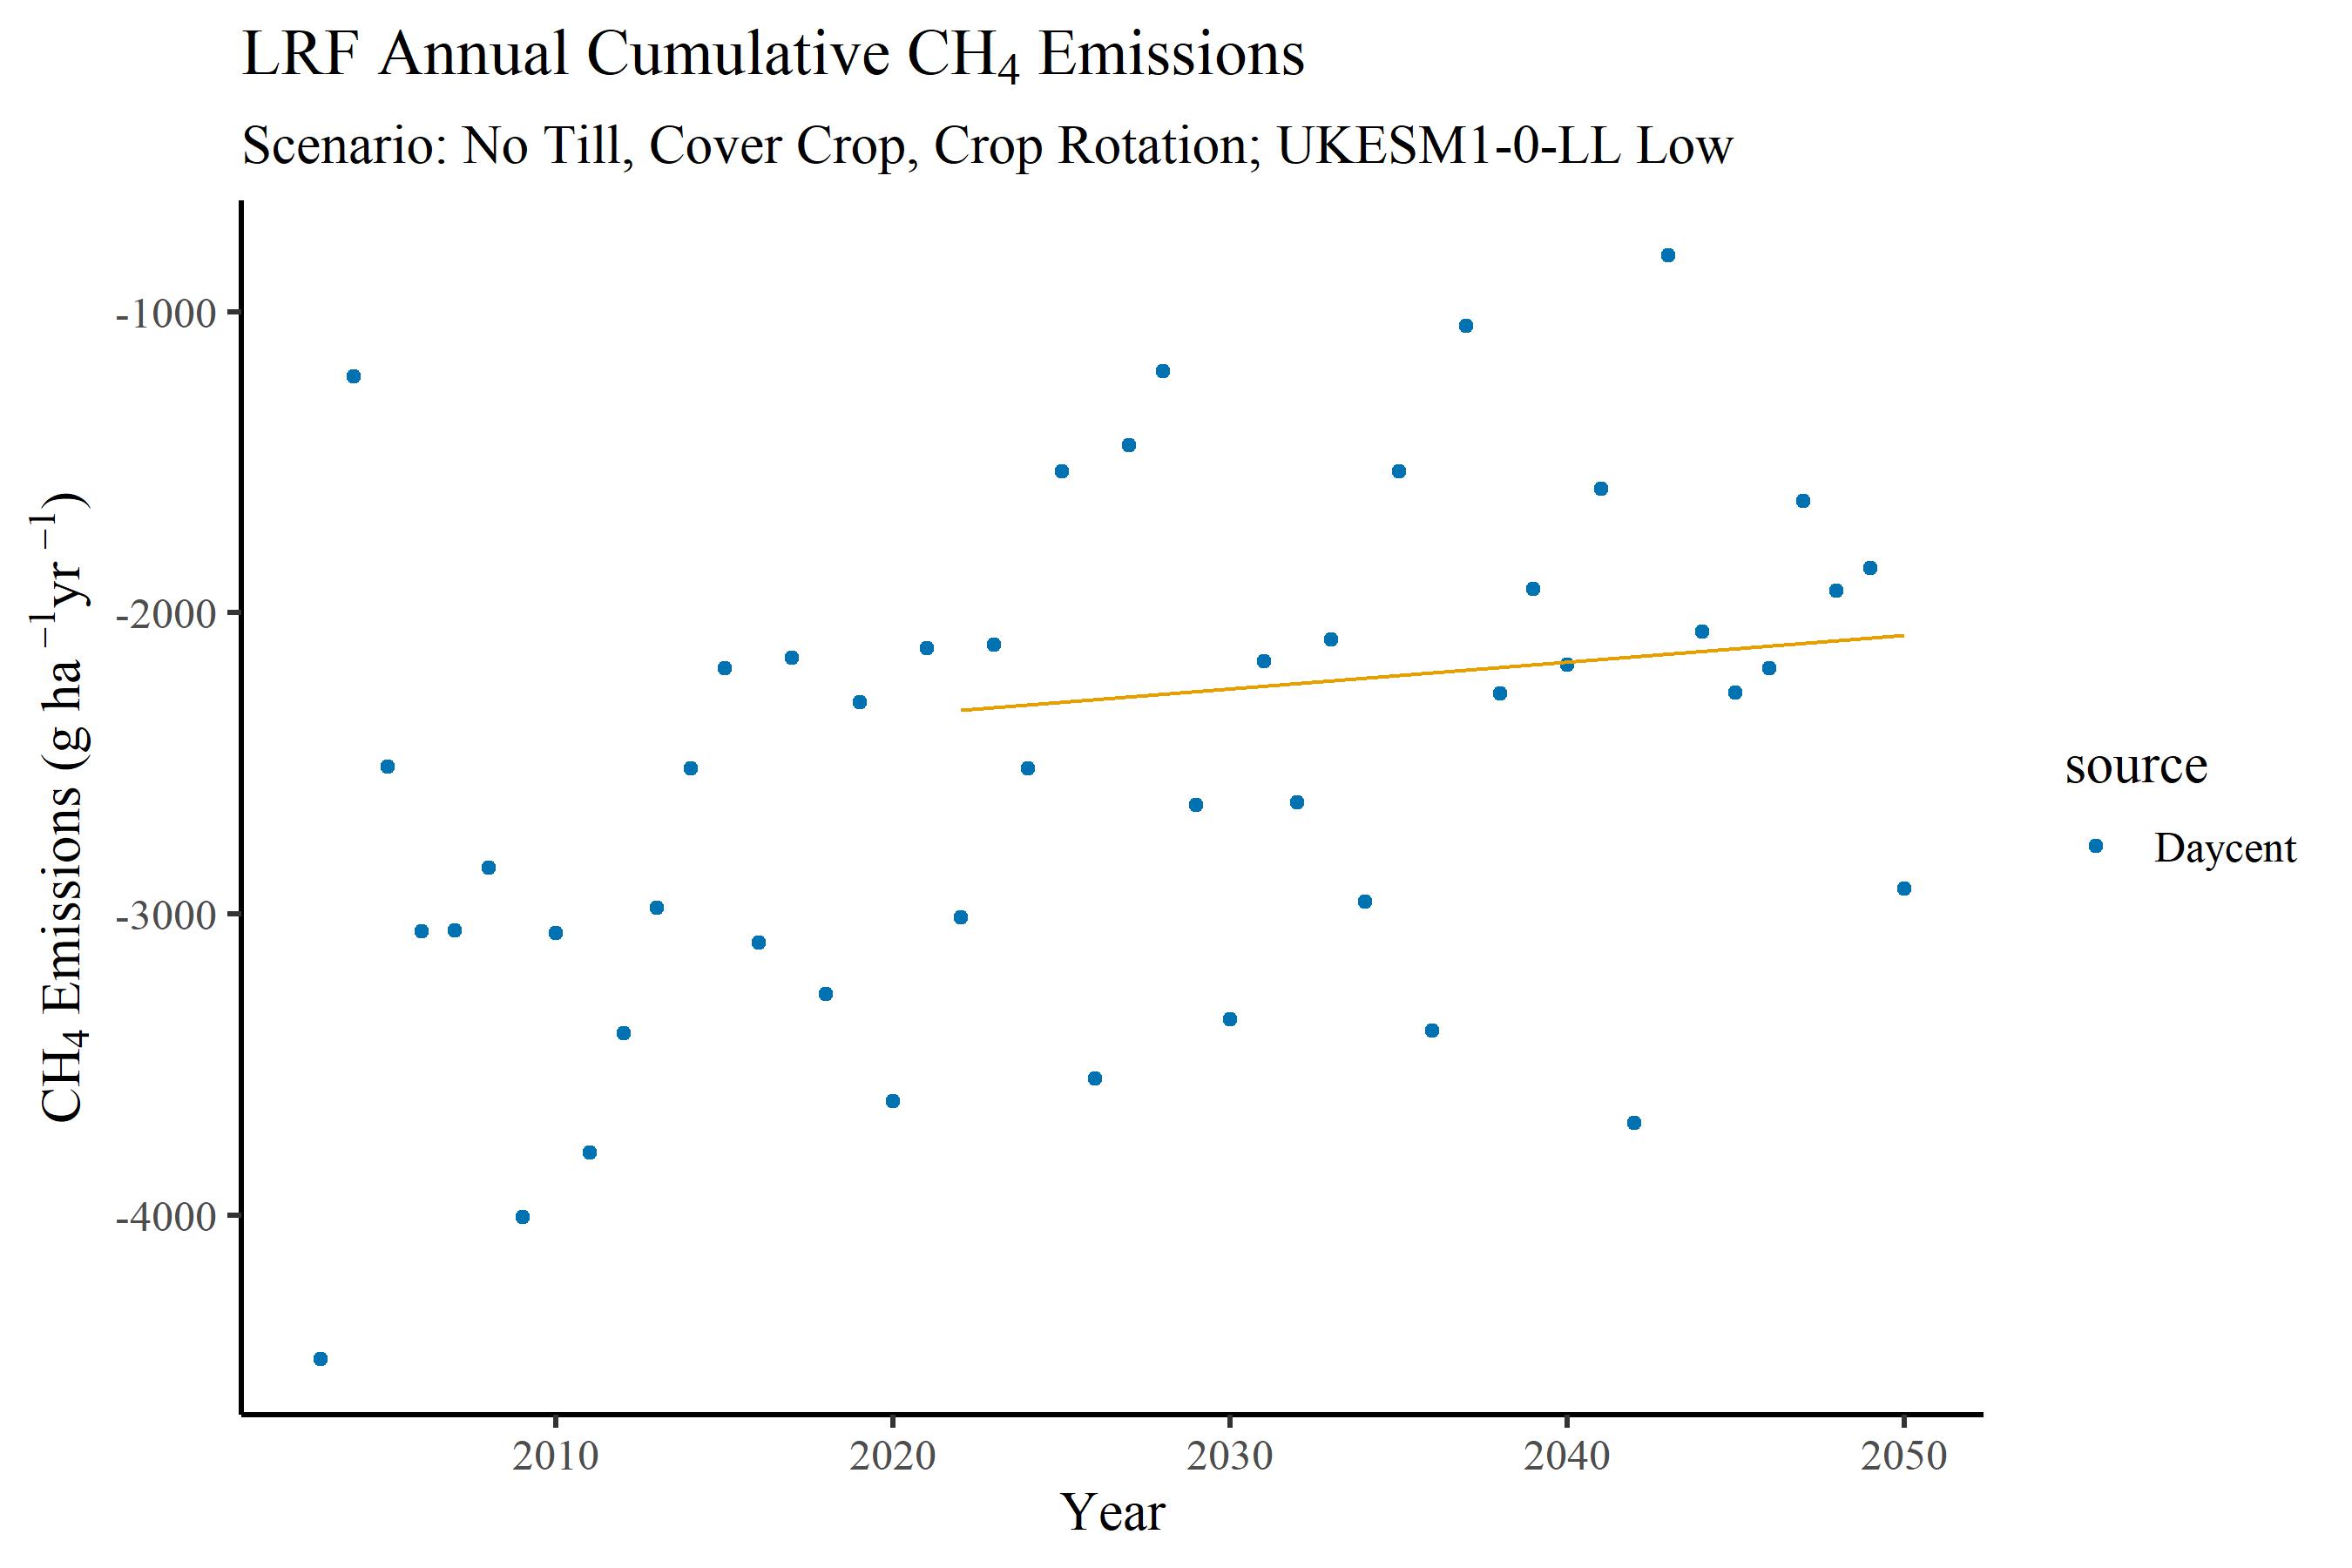 LRF Annual Cumulative CH₄ Emissions
Scenario: No Till, Cover Crop, Crop Rotation; UKESM1-0-LL Low
CH₄ Emissions (g ha ⁻¹yr ⁻¹)
-1000
-2000
-3000
-4000
2010 2020 2030 2040 2050
Year
source
Daycent